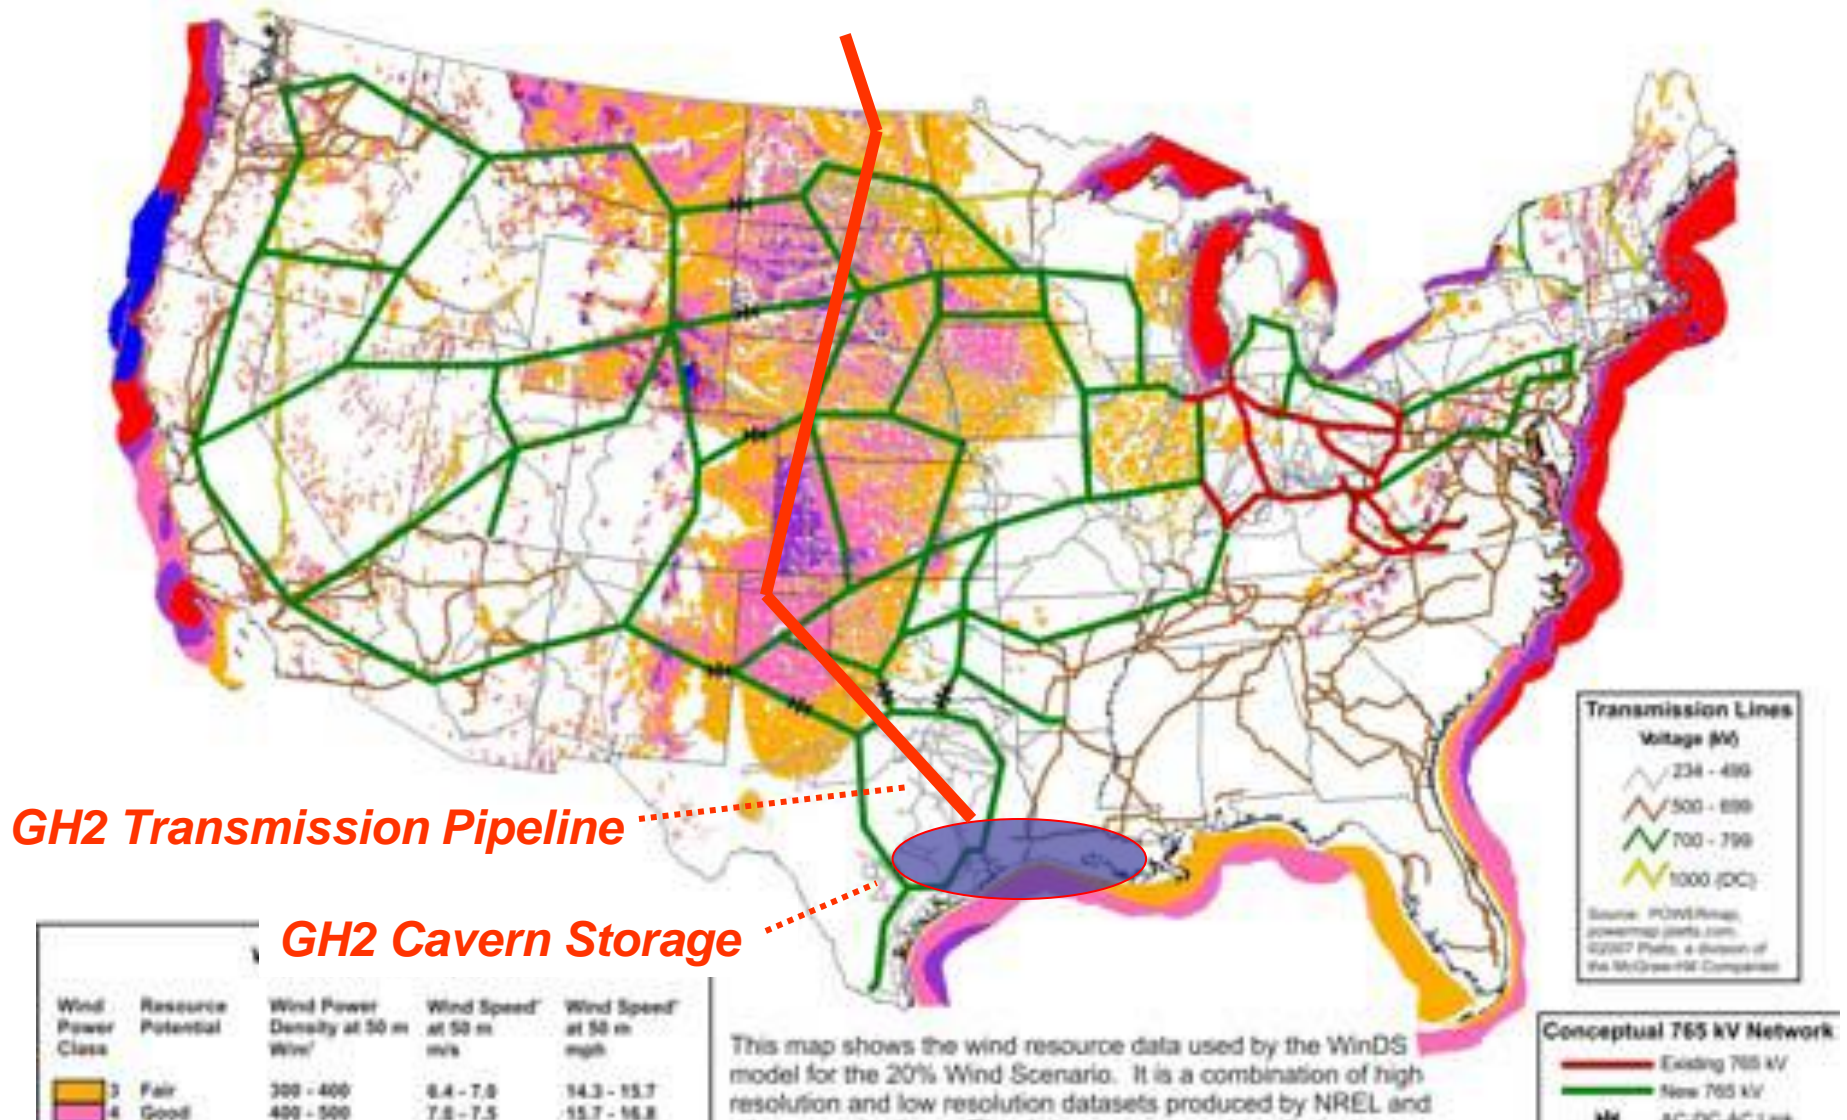 GH2 Transmission Pipeline
GH2 Cavern Storage
Transmission Lines
Voltage (kV)
234 - 499
500 - 699
700 - 799
1000 (DC)
Source: POWERmap,
powermap.platts.com
©2007 Platts, a division of
the McGraw-Hill Companies
Wind Power Class
Resource Potential
Wind Power Density at 50 m W/m²
Wind Speed* at 50 m m/s
Wind Speed* at 50 m mph
3 Fair 300 - 400 6.4 - 7.0 14.3 - 15.7
4 Good 400 - 500 7.0 - 7.5 15.7 - 16.8
This map shows the wind resource data used by the WinDS
model for the 20% Wind Scenario. It is a combination of high
resolution and low resolution datasets produced by NREL and
Conceptual 765 kV Network
Existing 765 kV
New 765 kV